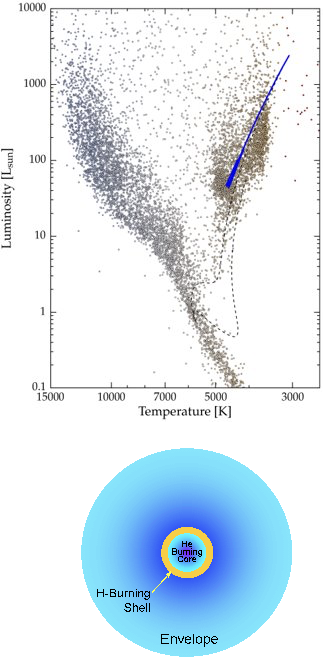 10000
1000
100
10
1
0.1
Luminosity [Lsun]
15000 10000 7000 5000 3000
Temperature [K]
He
Burning
Core
H-Burning
Shell
Envelope